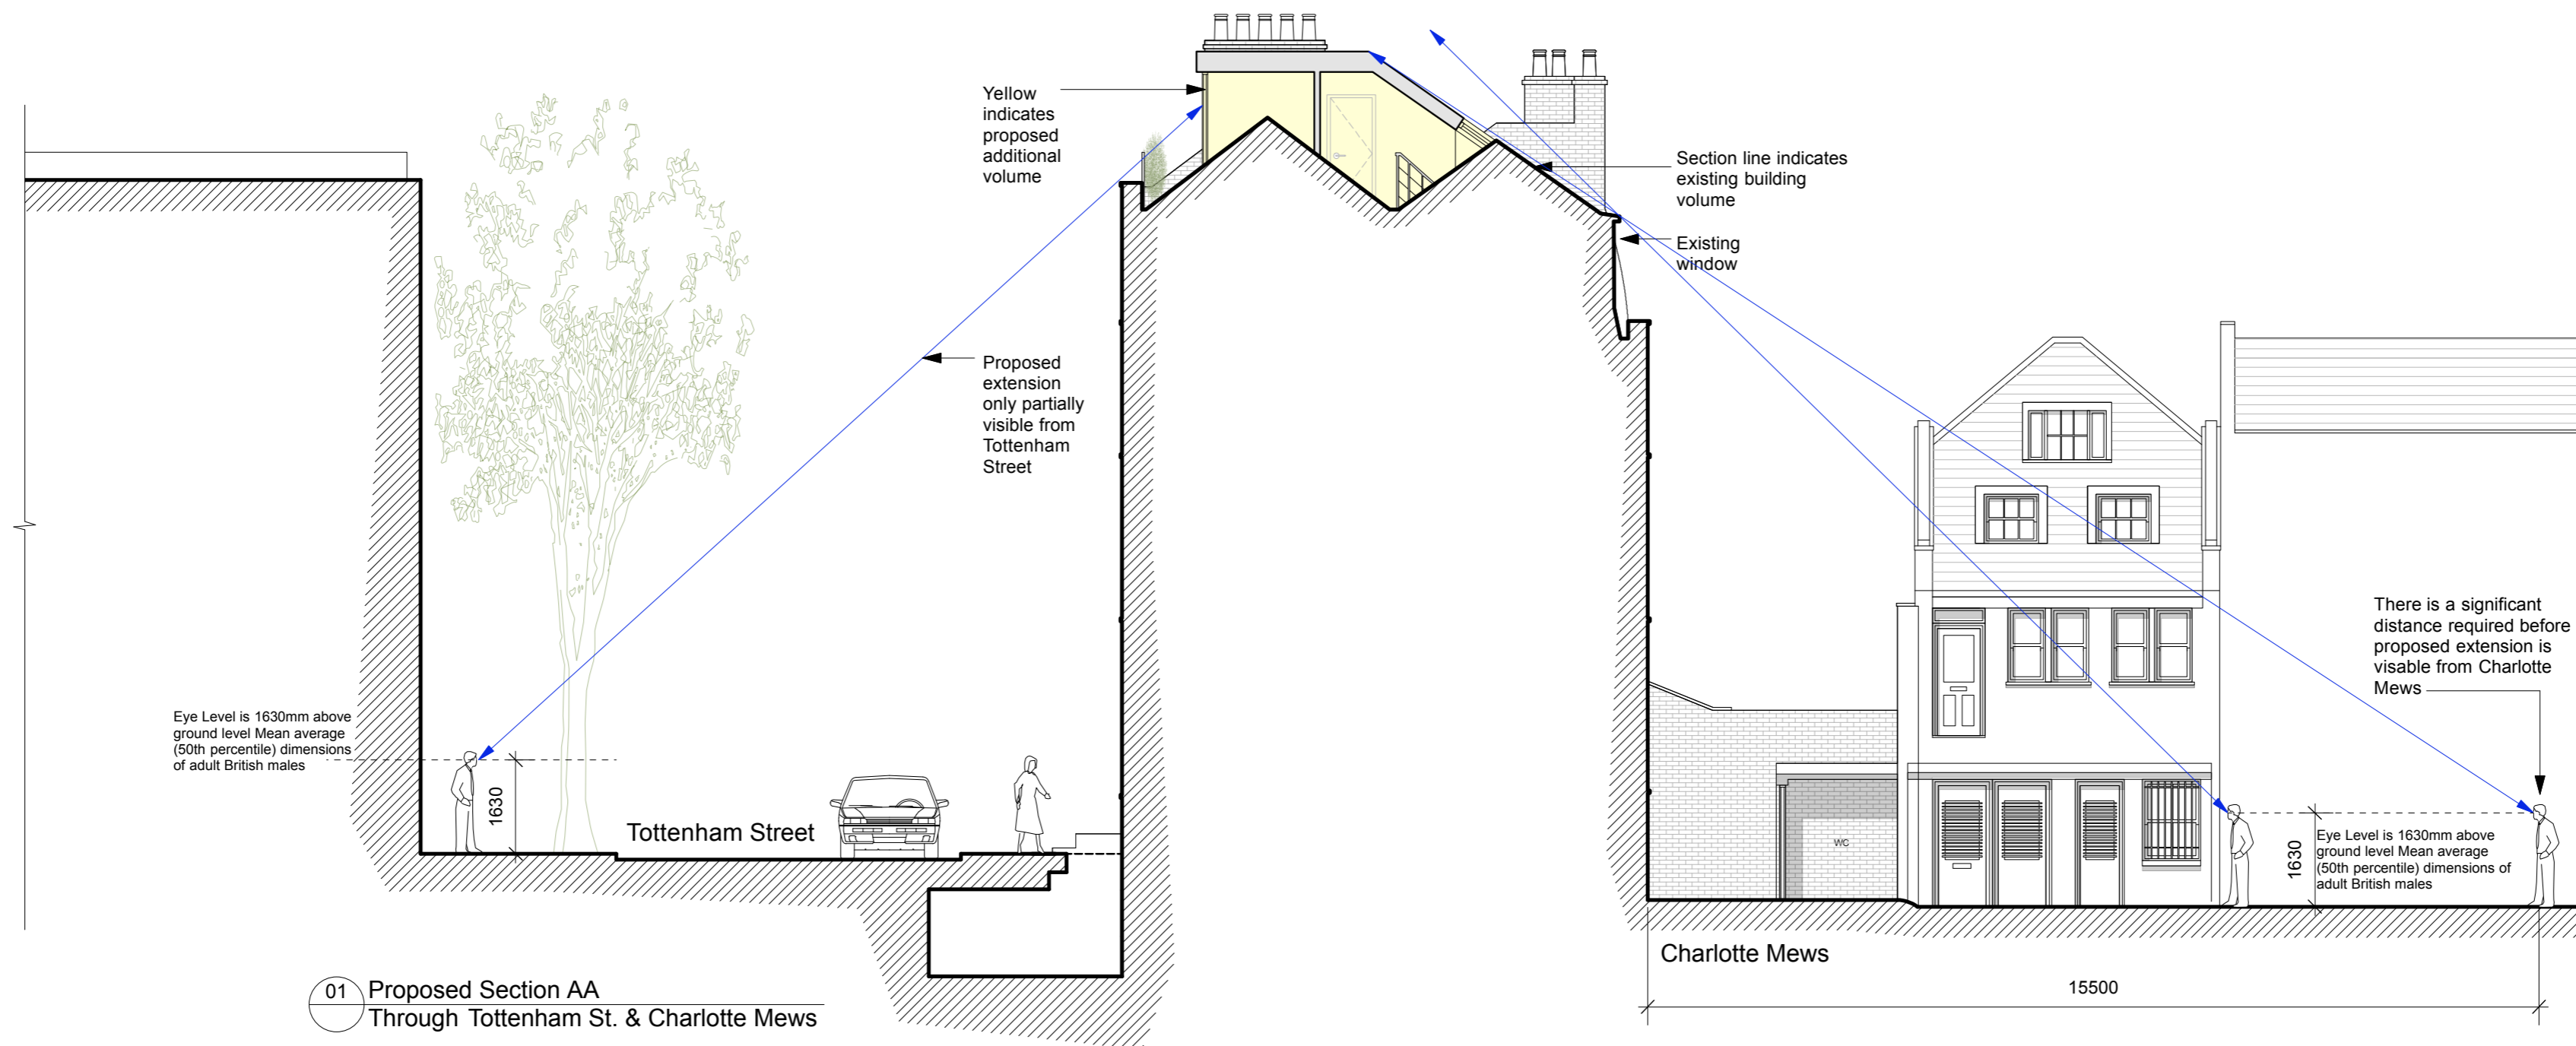 Yellow
indicates
proposed
additional
volume
Section line indicates
existing building
volume
Existing
window
Proposed
extension
only partially
visible from
Tottenham
Street
There is a significant
distance required before
proposed extension is
visable from Charlotte
Mews
Eye Level is 1630mm above
ground level Mean average
(50th percentile) dimensions
of adult British males
1630
Tottenham Street
WC
1630
Eye Level is 1630mm above
ground level Mean average
(50th percentile) dimensions of
adult British males
Charlotte Mews
15500
01 Proposed Section AA
Through Tottenham St. & Charlotte Mews